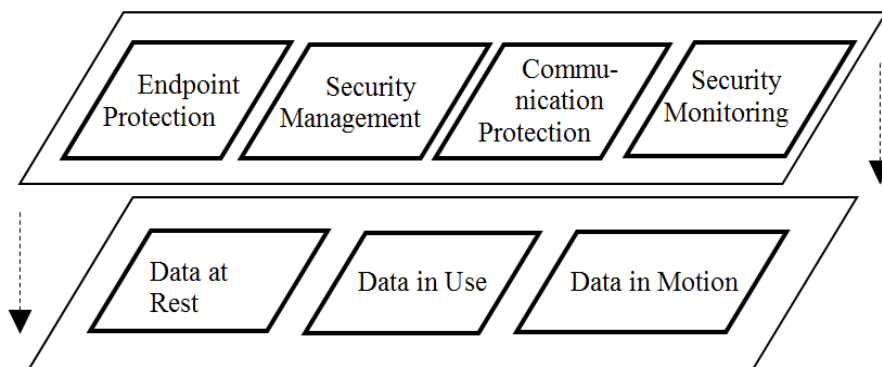 Endpoint
Protection
Security
Management
Commu-
nication
Protection
Security
Monitoring
Data at
Rest
Data in Use
Data in Motion